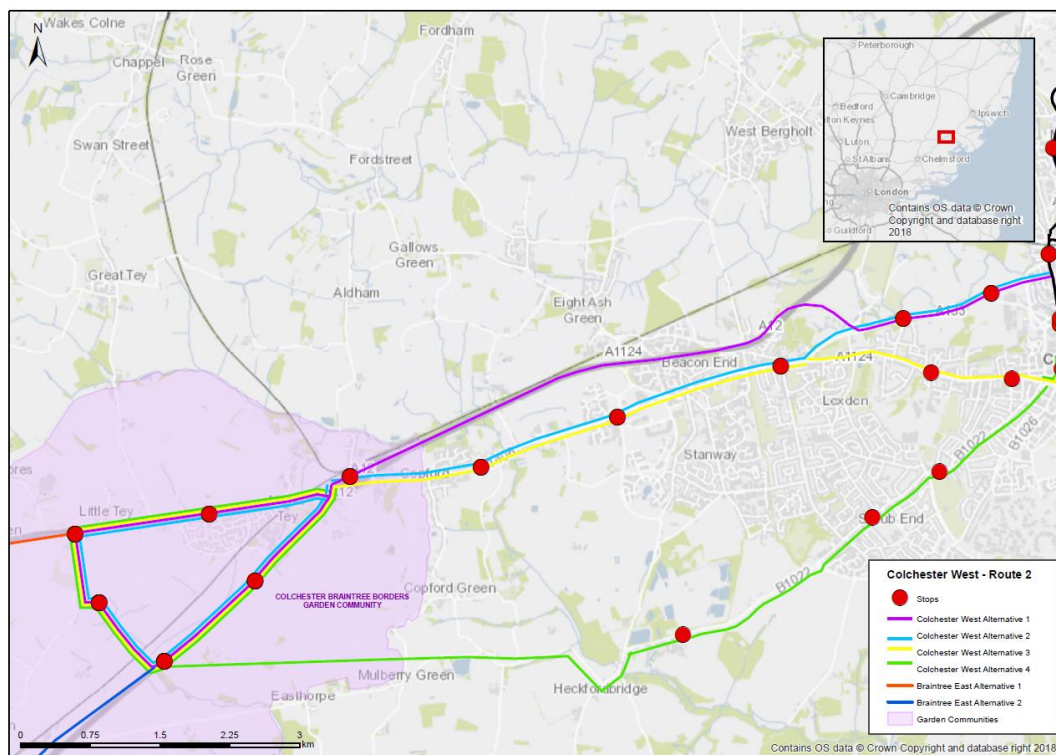 N
Wakes Colne
Chappel
Rose
Green
Fordham
Swan Street
Fordstreet
West Bergholt
Great Tey
Gallows
Green
Aldham
Eight Ash
Green
A1124
A12
Beacon End
A1124
A133
Lexden
Stanway
Copford
A12
Little Tey
Tey
B1022
B1026
Shrub End
B1022
Copford Green
COLCHESTER BRAINTREE BORDERS
GARDEN COMMUNITY
Mulberry Green
Easthorpe
Heckfordbridge
0 0.75 1.5 2.25 3
km
Peterborough
Cambridge
Bedford
Ipswich
lton Keynes
Luton
St Albans
Chelmsford
London
Guildford
Contains OS data © Crown
Copyright and database right
2018
Colchester West - Route 2
Stops
Colchester West Alternative 1
Colchester West Alternative 2
Colchester West Alternative 3
Colchester West Alternative 4
Braintree East Alternative 1
Braintree East Alternative 2
Garden Communities
Contains OS data © Crown Copyright and database right 2018